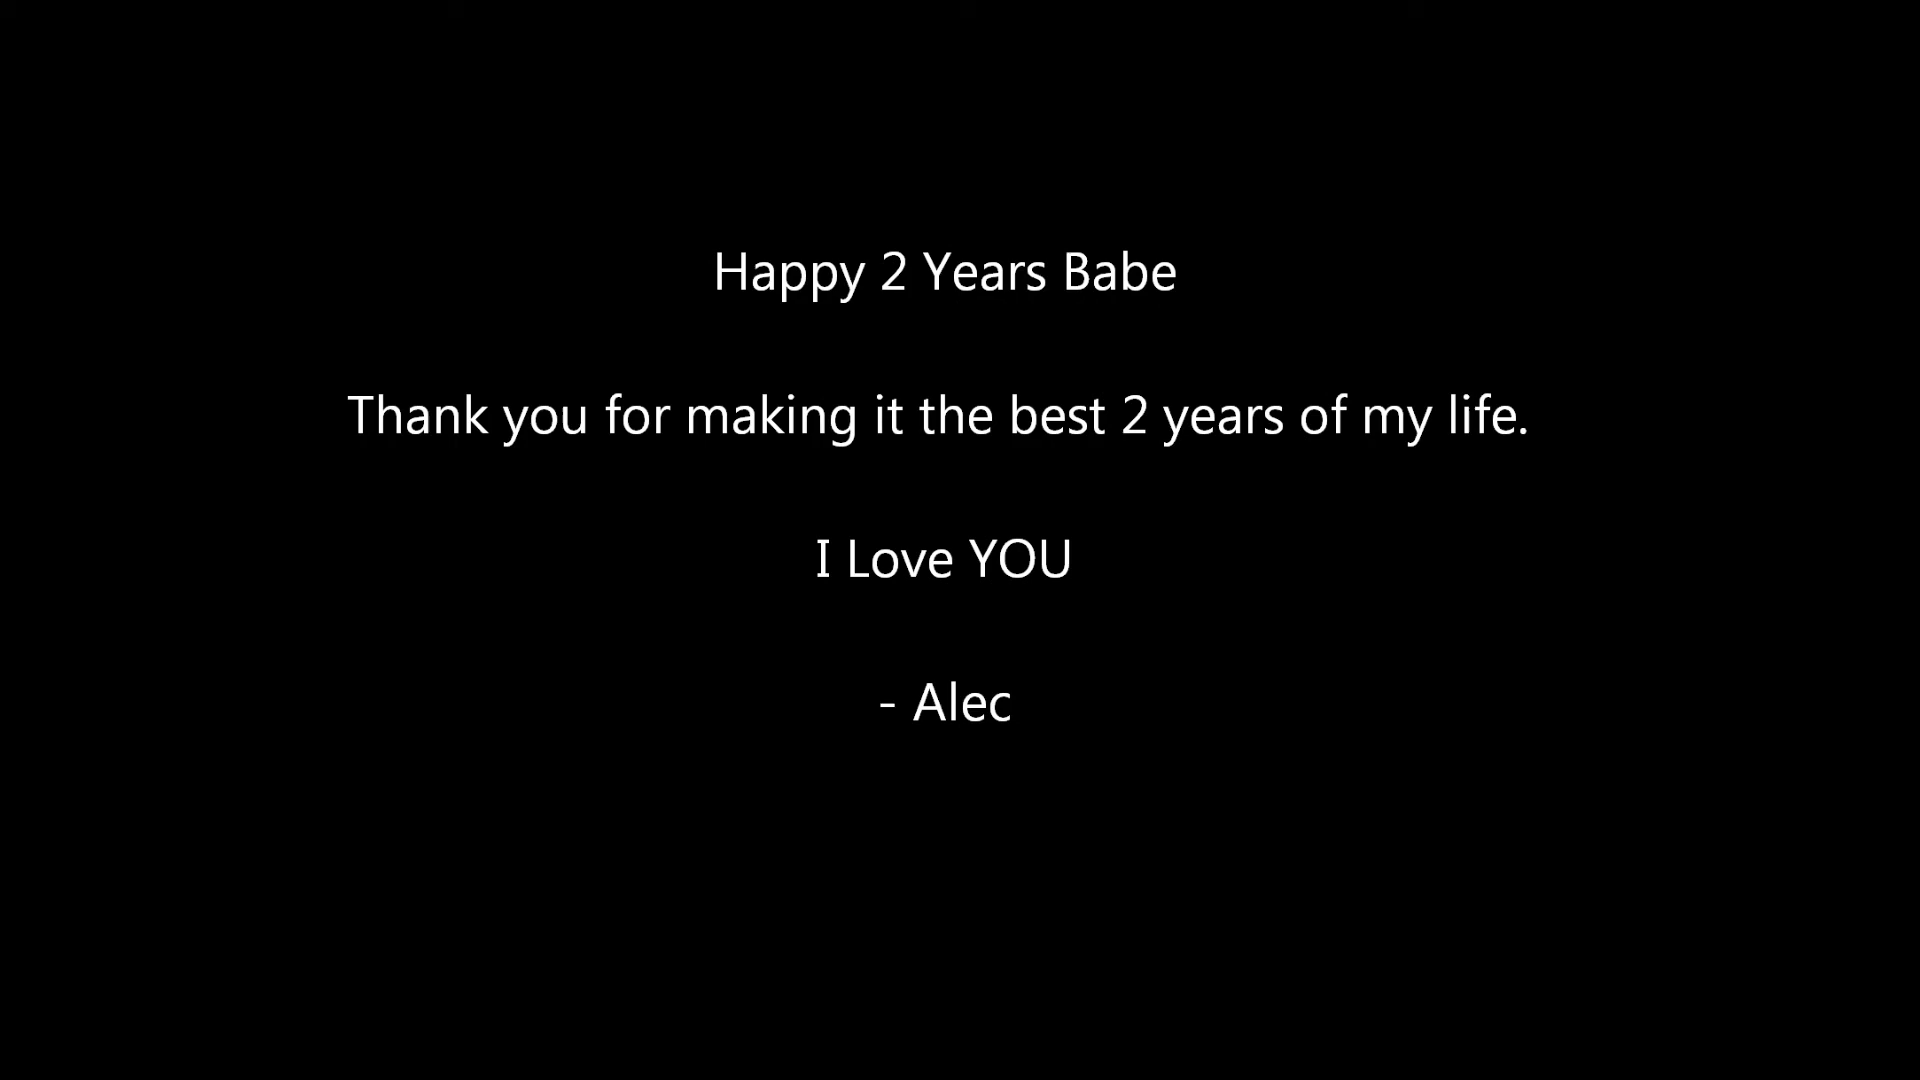 Happy 2 Years Babe
Thank you for making it the best 2 years of my life.
I Love YOU
- Alec